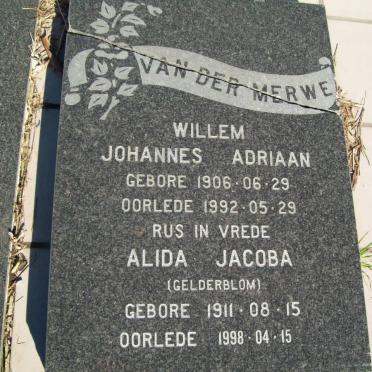 VAN DER MERWE
WILLEM
JOHANNES ADRIAAN
GEBORE 1906·06·29
OORLEDE 1992·05·29
RUS IN VREDE
ALIDA JACOBA
(GELDERBLOM)
GEBORE 1911·08·15
OORLEDE 1998·04·15